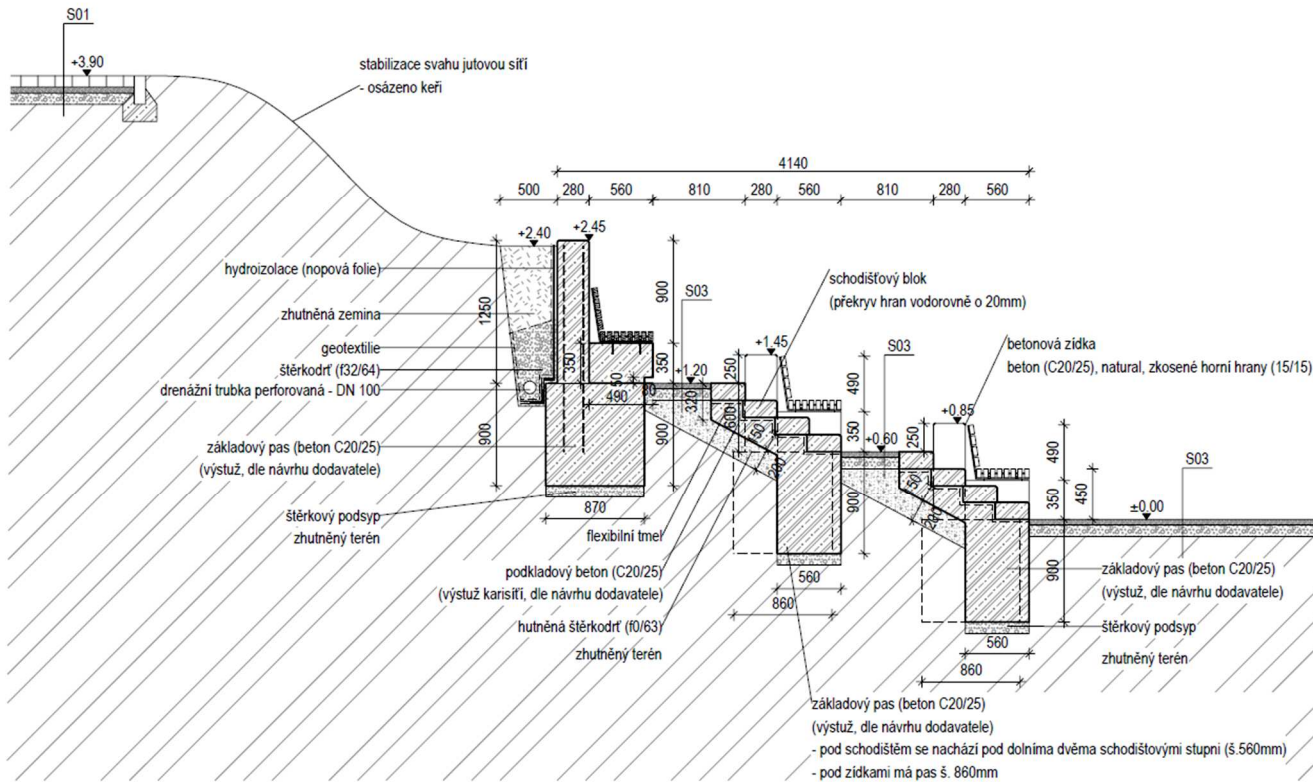 S01
+3.90
stabilizace svahu jutovou sítí
- osázeno keři
4140
500 280 560 810 280 560 810 280 560
+2.40
+2.45
hydroizolace (nopová folie)
zhutněná zemina
geotextilie
štěrkodrť (f32/64)
drenážní trubka perforovaná - DN 100
základový pas (beton C20/25)
(výstuž, dle návrhu dodavatele)
štěrkový podsyp
zhutněný terén
1250
900
350
50
490
870
900
350
900
80
S03
+1.20
320
250
600
150
200
schodišťový blok
(překryv hran vodorovně o 20mm)
+1.45
490
350
900
S03
+0.60
250
150
200
+0.85
betonová zídka
beton (C20/25), natural, zkosené horní hrany (15/15)
490
350
450
900
S03
±0.00
flexibilní tmel
podkladový beton (C20/25)
(výstuž karisítí, dle návrhu dodavatele)
hutněná štěrkodrť (f0/63)
zhutněný terén
560
860
základový pas (beton C20/25)
(výstuž, dle návrhu dodavatele)
štěrkový podsyp
zhutněný terén
560
860
základový pas (beton C20/25)
(výstuž, dle návrhu dodavatele)
- pod schodištěm se nachází pod dolníma dvěma schodišťovými stupni (š.560mm)
- pod zídkami má pas š. 860mm